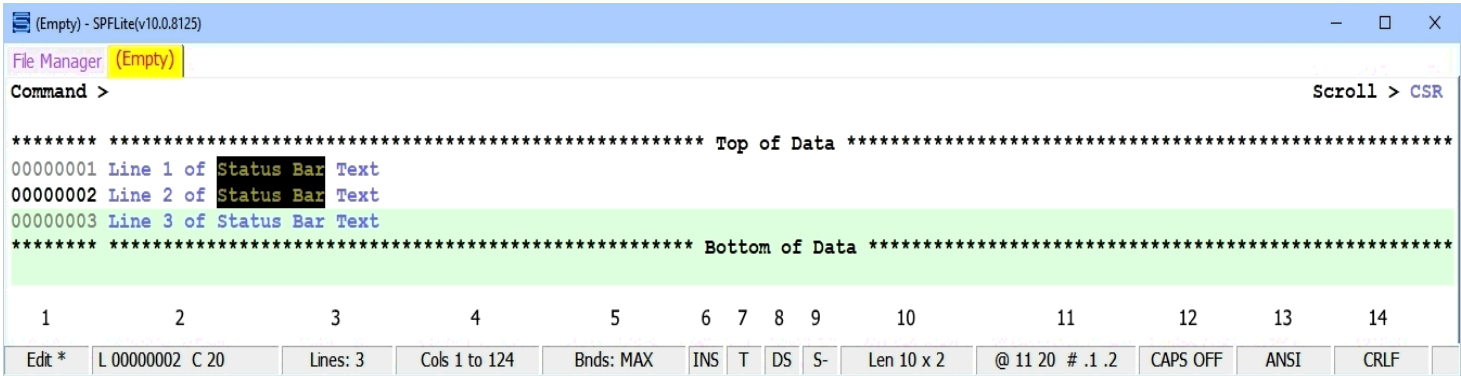 (Empty) - SPFLite(v10.0.8125)
File Manager (Empty)
Command > Scroll > CSR
******** ******************************************************* Top of Data ********************************************************
00000001 Line 1 of Status Bar Text
00000002 Line 2 of Status Bar Text
00000003 Line 3 of Status Bar Text
******** ****************************************************** Bottom of Data ******************************************************
1 2 3 4 5 6 7 8 9 10 11 12 13 14
Edit * L 00000002 C 20 Lines: 3 Cols 1 to 124 Bnds: MAX INS T DS S- Len 10 x 2 @ 11 20 # .1 .2 CAPS OFF ANSI CRLF